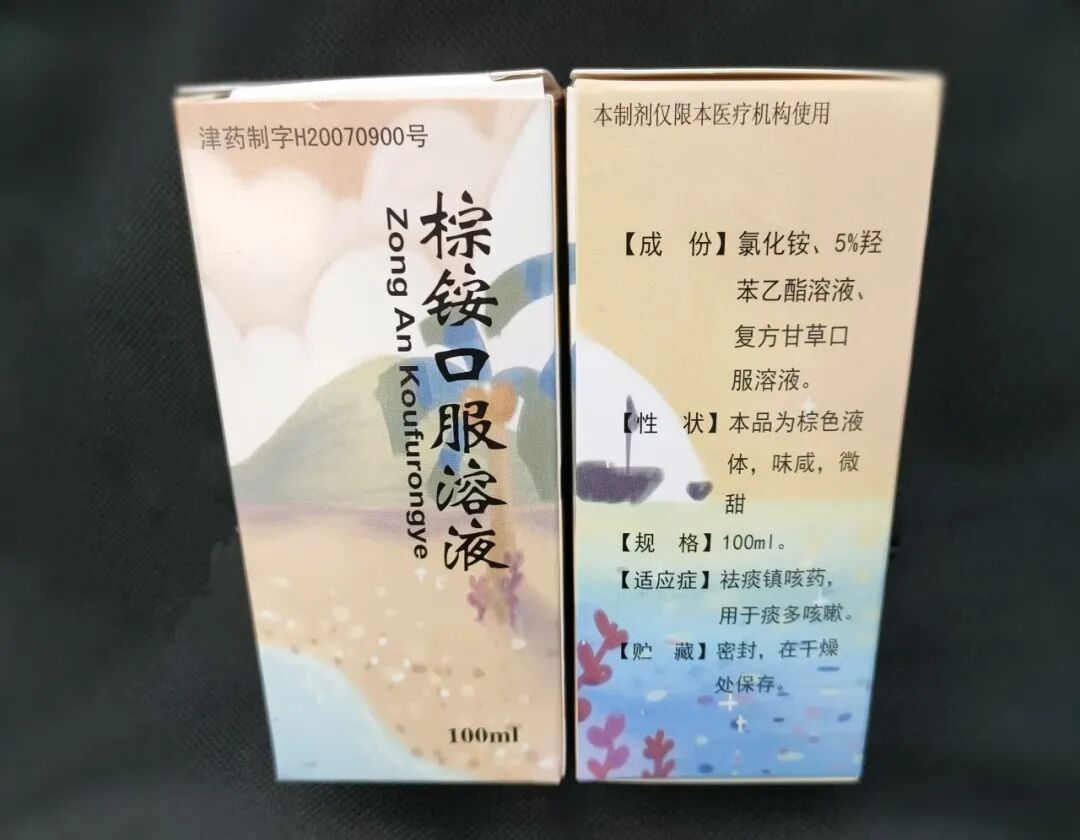 津药制字H20070900号
棕铵口服溶液
Zong An Koufurongye
100ml
本制剂仅限本医疗机构使用
【成 份】氯化铵、5%羟
苯乙酯溶液、
复方甘草口
服溶液。
【性 状】本品为棕色液
体，味咸，微
甜
【规 格】100ml。
【适应症】祛痰镇咳药，
用于痰多咳嗽。
【贮 藏】密封，在干燥
处保存。